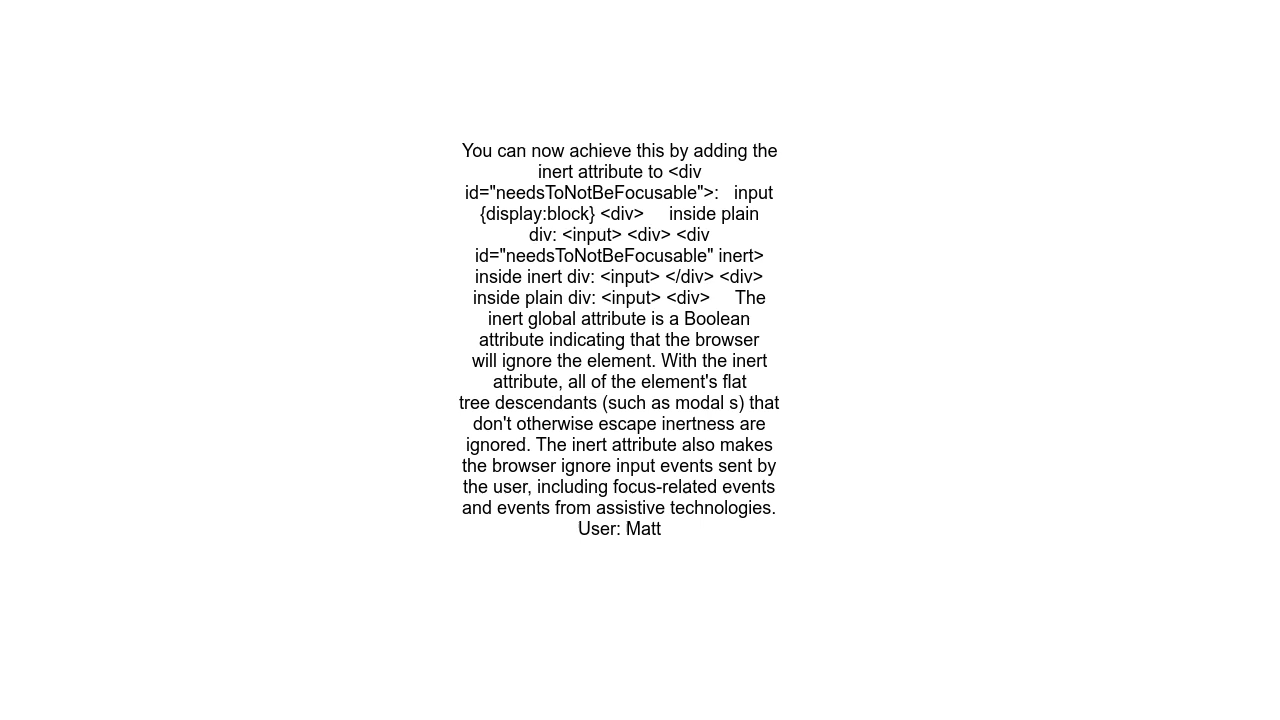 You can now achieve this by adding the
inert attribute to <div
id="needsToNotBeFocusable">:   input
{display:block} <div>     inside plain
div: <input> <div> <div
id="needsToNotBeFocusable" inert>
inside inert div: <input> </div> <div>
inside plain div: <input> <div>     The
inert global attribute is a Boolean
attribute indicating that the browser
will ignore the element. With the inert
attribute, all of the element's flat
tree descendants (such as modal s) that
don't otherwise escape inertness are
ignored. The inert attribute also makes
the browser ignore input events sent by
the user, including focus-related events
and events from assistive technologies.
User: Matt